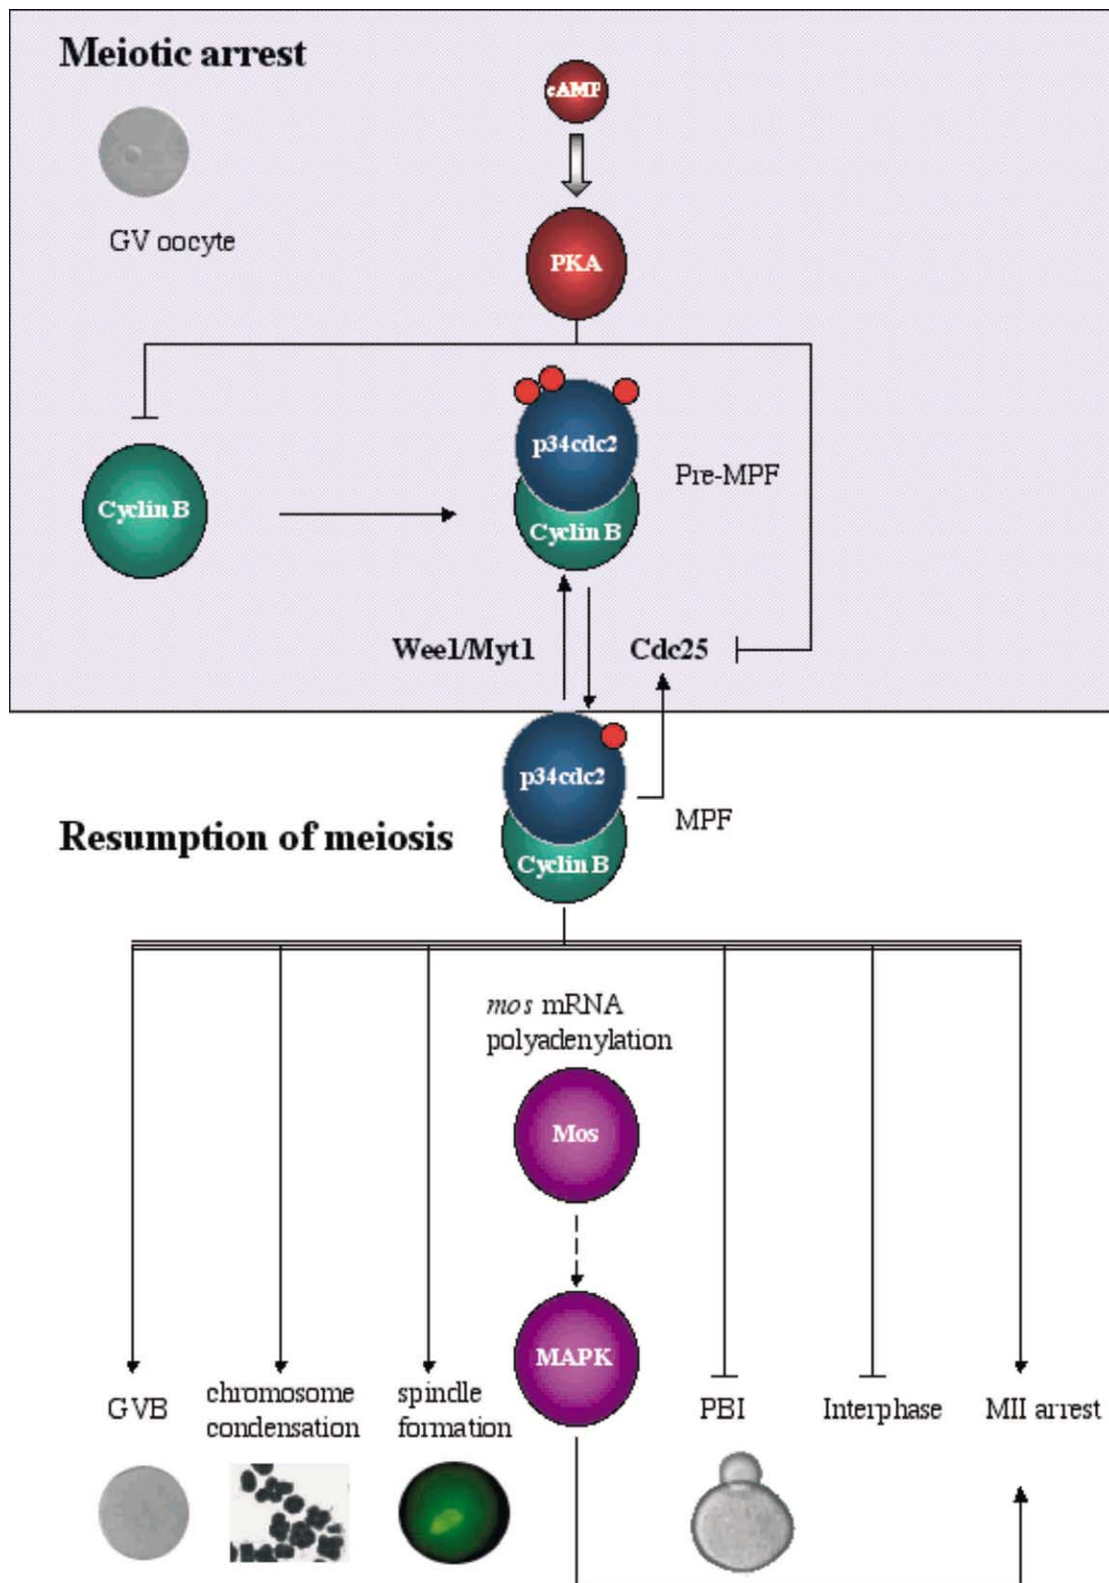 Meiotic arrest
cAMP
GV oocyte
PKA
p34cdc2
Pre-MPF
Cyclin B
Cyclin B
Wee1/Myt1
Cdc25
p34cdc2
MPF
Resumption of meiosis
Cyclin B
mos mRNA
polyadenylation
Mos
MAPK
GVB
chromosome
condensation
spindle
formation
PBI
Interphase
MII arrest